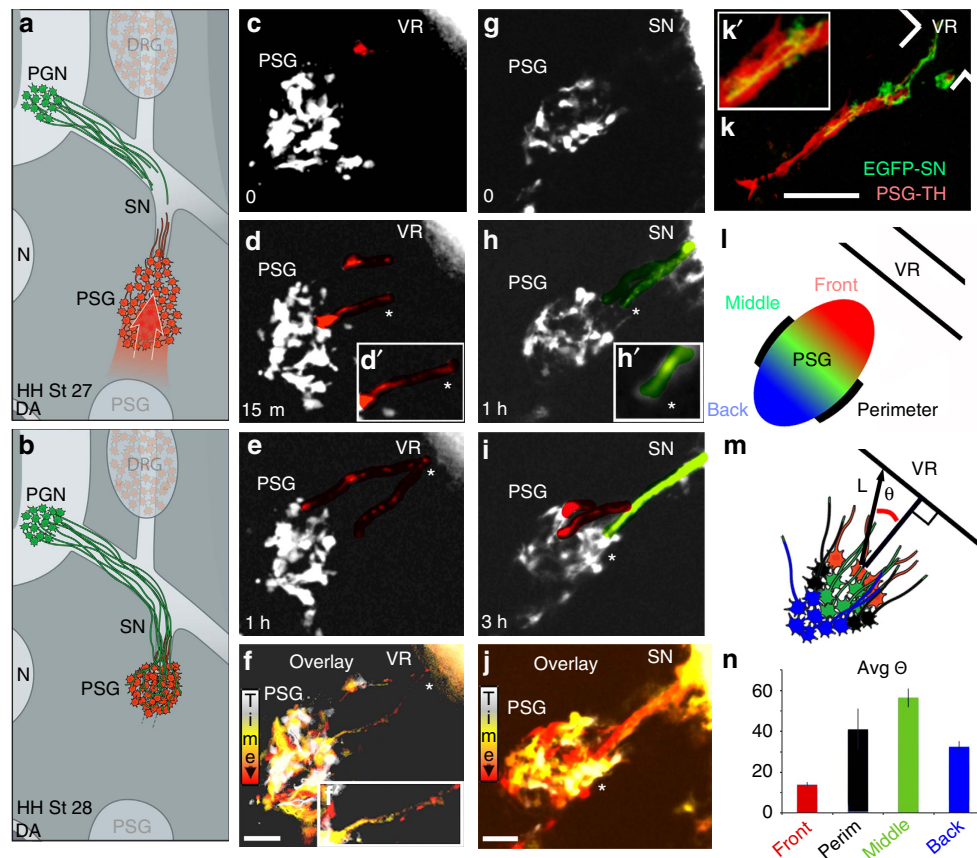 a
DRG
PGN
SN
N
PSG
HH St 27
DA
PSG
b
DRG
PGN
SN
N
PSG
HH St 28
DA
PSG
c
VR
PSG
0
d
VR
PSG
*
d′
*
15 m
e
VR
*
PSG
1 h
f
Overlay
VR
*
PSG
Time
f′
g
SN
PSG
0
h
SN
PSG
*
h′
*
1 h
i
PSG
*
3 h
j
Overlay
SN
PSG
Time
*
k′
VR
k
EGFP-SN
PSG-TH
l
VR
Front
Middle
PSG
Back
Perimeter
m
VR
L
θ
n
Avg Θ
60
40
20
0
Front
Perim
Middle
Back